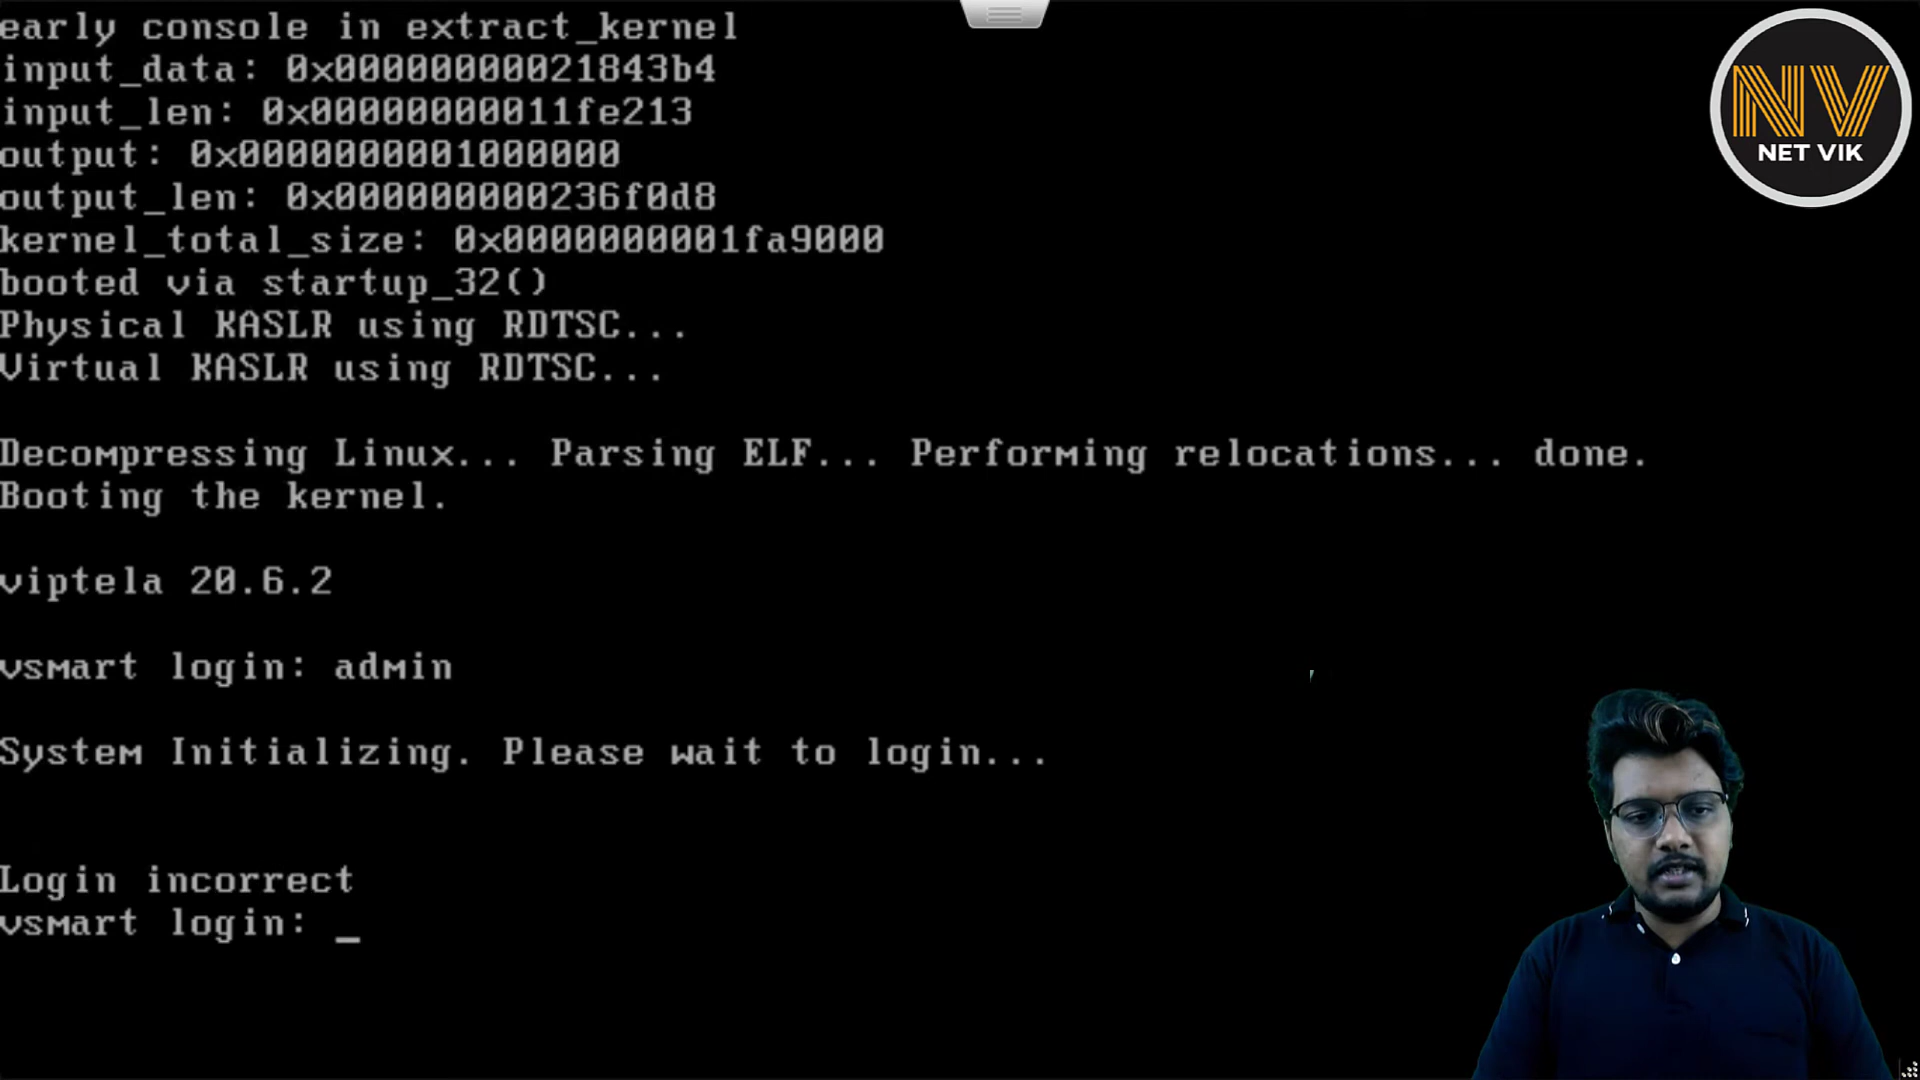 early console in extract_kernel
input_data: 0x00000000021843b4
input_len: 0x00000000011fe213
output: 0x0000000001000000
output_len: 0x000000000236f0d8
kernel_total_size: 0x0000000001fa9000
booted via startup_32()
Physical KASLR using RDTSC...
Virtual KASLR using RDTSC...
Decompressing Linux... Parsing ELF... Performing relocations... done.
Booting the kernel.
viptela 20.6.2
vsmart login: admin
System Initializing. Please wait to login...
Login incorrect
vsmart login: _
NV
NET VIK